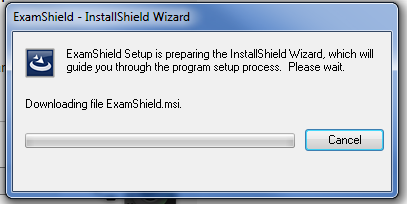 ExamShield - InstallShield Wizard
ExamShield Setup is preparing the InstallShield Wizard, which will
guide you through the program setup process. Please wait.
Downloading file ExamShield.msi.
Cancel